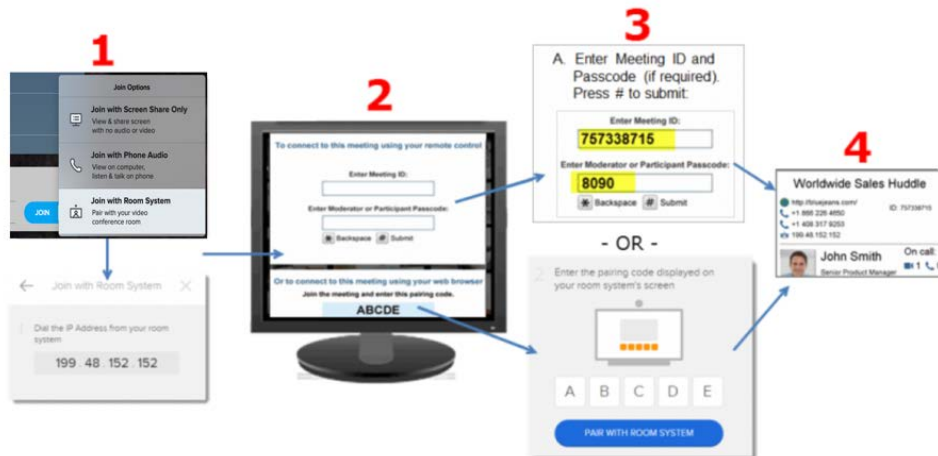 1
Join Options
Join with Screen Share Only
View & share screen
with no audio or video
Join with Phone Audio
View on computer,
listen & talk on phone
JOIN
Join with Room System
Pair with your video
conference room
← Join with Room System ×
1 Dial the IP Address from your room
system
199 . 48 . 152 . 152
2
To connect to this meeting using your remote control
Enter Meeting ID:
Enter Moderator or Participant Passcode:
* Backspace # Submit
Or to connect to this meeting using your web browser
Join the meeting and enter this pairing code.
ABCDE
3
A. Enter Meeting ID and
Passcode (if required).
Press # to submit:
Enter Meeting ID:
757338715
Enter Moderator or Participant Passcode:
8090
* Backspace # Submit
- OR -
2 Enter the pairing code displayed on
your room system's screen
A B C D E
PAIR WITH ROOM SYSTEM
4
Worldwide Sales Huddle
http://bluejeans.com/
ID: 757338715
+1 888 226 4650
+1 408 317 9253
199.48.152.152
John Smith
On call:
Senior Product Manager
1